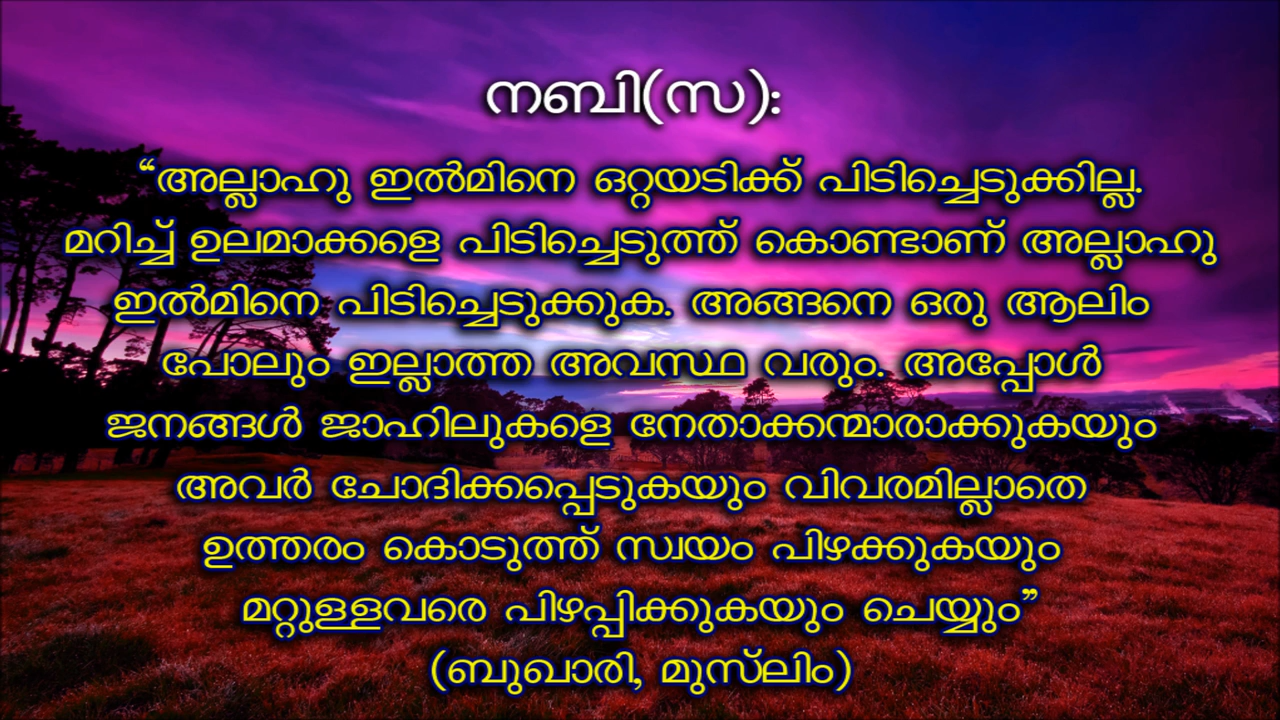 നബി(സ):
“അല്ലാഹു ഇൽമിനെ ഒറ്റയടിക്ക് പിടിച്ചെടുക്കില്ല.
മറിച്ച് ഉലമാക്കളെ പിടിച്ചെടുത്ത് കൊണ്ടാണ് അല്ലാഹു
ഇൽമിനെ പിടിച്ചെടുക്കുക. അങ്ങനെ ഒരു ആലിം
പോലും ഇല്ലാത്ത അവസ്ഥ വരും. അപ്പോൾ
ജനങ്ങൾ ജാഹിലുകളെ നേതാക്കന്മാരാക്കുകയും
അവർ ചോദിക്കപ്പെടുകയും വിവരമില്ലാതെ
ഉത്തരം കൊടുത്ത് സ്വയം പിഴക്കുകയും
മറ്റുള്ളവരെ പിഴപ്പിക്കുകയും ചെയ്യും”
(ബുഖാരി, മുസ്‌ലിം)